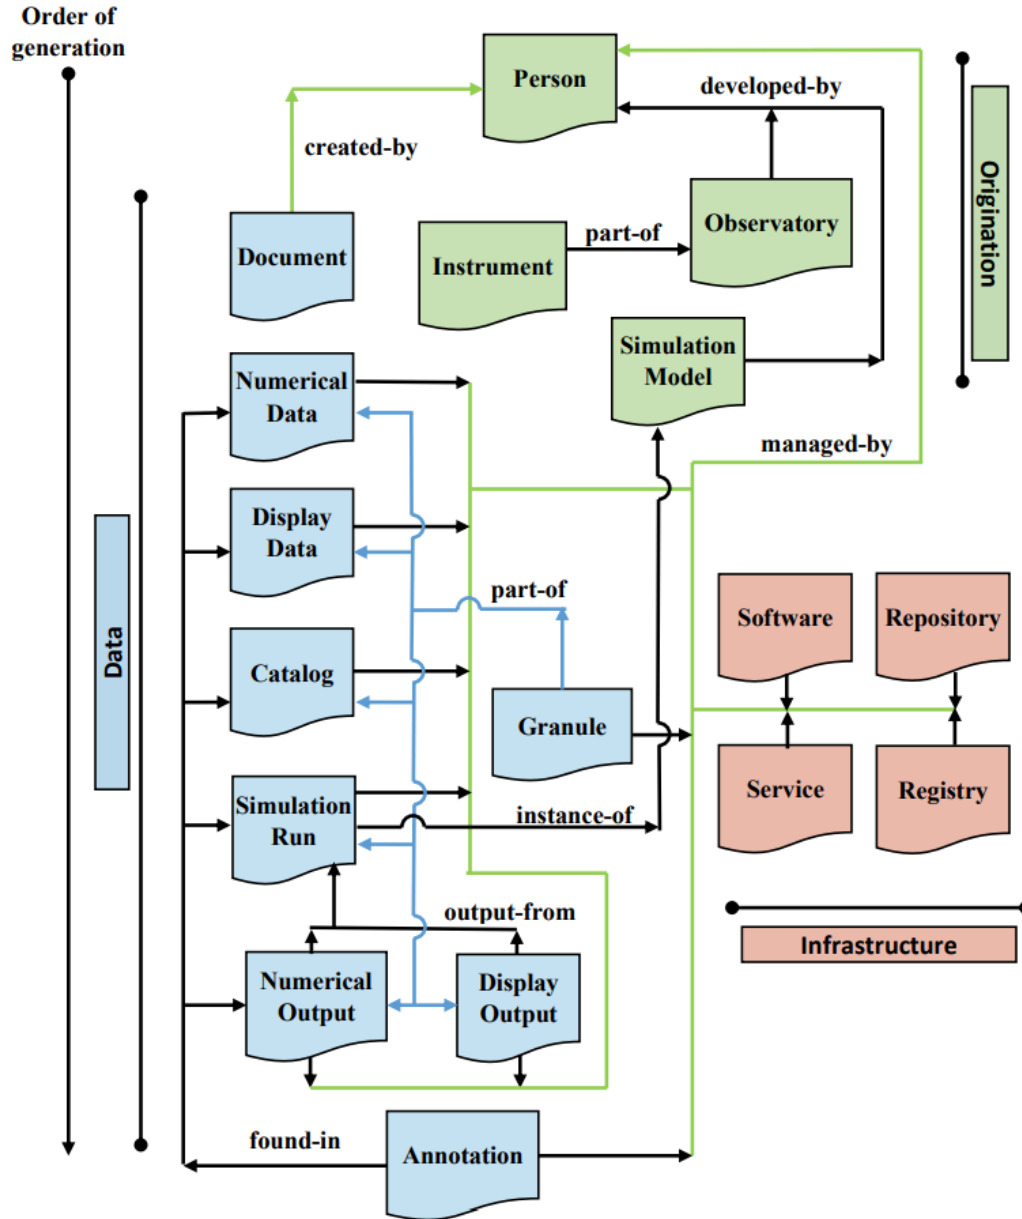 Order of
generation
Person
developed-by
created-by
Origination
Document
Instrument
part-of
Observatory
Simulation
Model
Numerical
Data
managed-by
Display
Data
part-of
Software
Repository
Data
Catalog
Granule
Service
Registry
Simulation
Run
instance-of
output-from
Infrastructure
Numerical
Output
Display
Output
found-in
Annotation